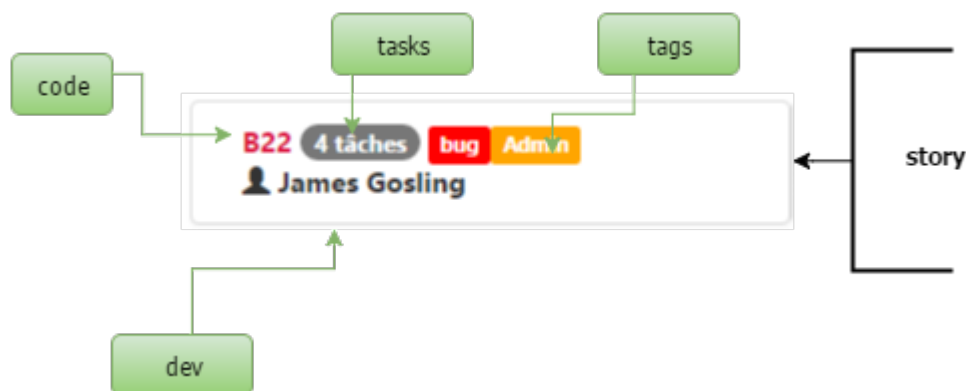 tasks
tags
code
B22 4 tâches bug Admin
James Gosling
story
dev